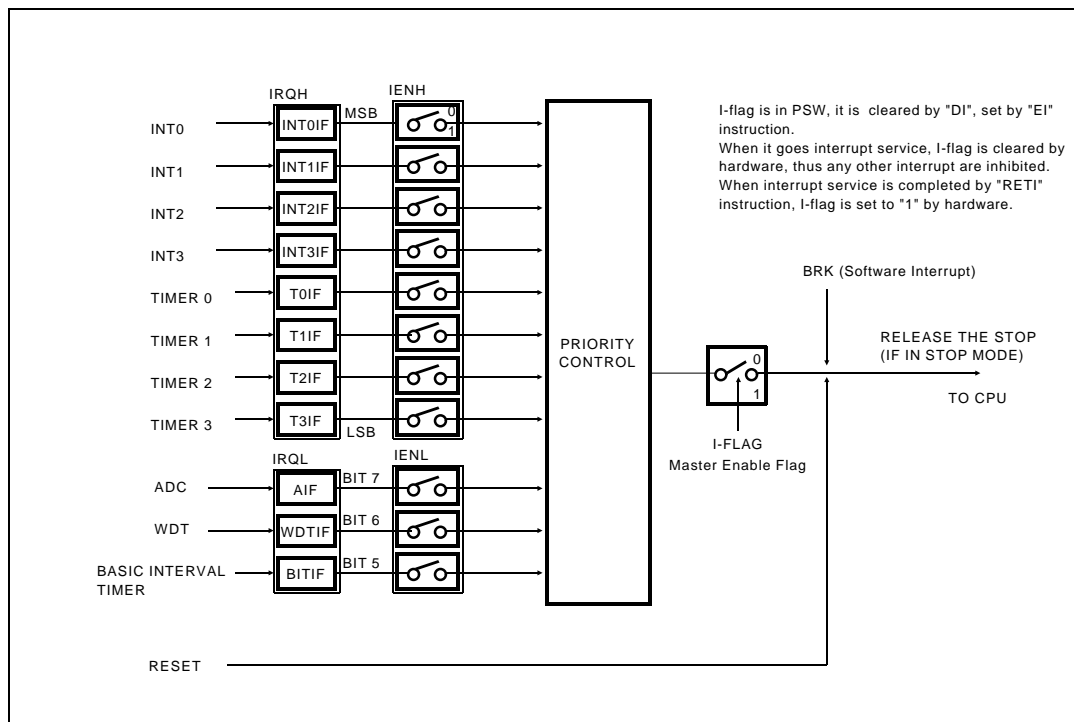 IRQH
IENH
INT0
INT0IF
MSB
0
1
INT1
INT1IF
INT2
INT2IF
INT3
INT3IF
TIMER 0
T0IF
TIMER 1
T1IF
TIMER 2
T2IF
TIMER 3
T3IF
LSB
IRQL
IENL
ADC
AIF
BIT 7
WDT
WDTIF
BIT 6
BASIC INTERVAL
TIMER
BITIF
BIT 5
RESET
PRIORITY
CONTROL
I-flag is in PSW, it is cleared by "DI", set by "EI"
instruction.
When it goes interrupt service, I-flag is cleared by
hardware, thus any other interrupt are inhibited.
When interrupt service is completed by "RETI"
instruction, I-flag is set to "1" by hardware.
BRK (Software Interrupt)
0
1
RELEASE THE STOP
(IF IN STOP MODE)
TO CPU
I-FLAG
Master Enable Flag